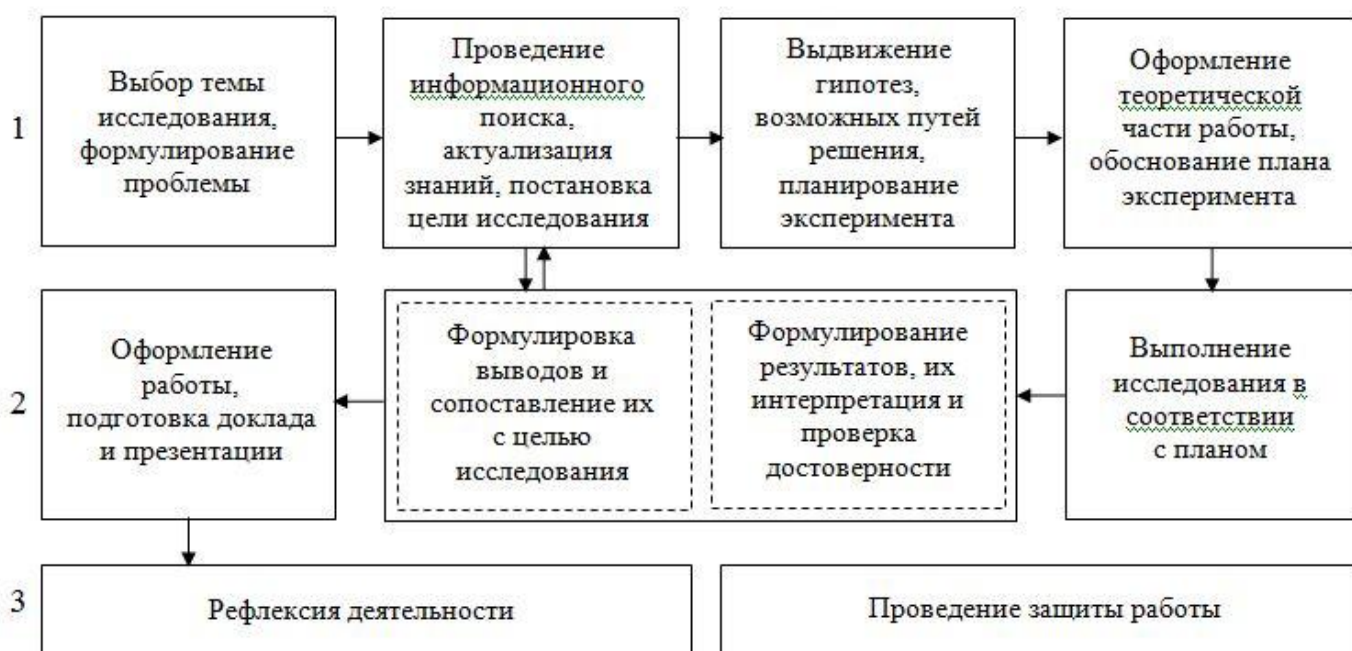 1
Выбор темы
исследования,
формулирование
проблемы
Проведение
информационного
поиска,
актуализация
знаний, постановка
цели исследования
Выдвижение
гипотез,
возможных путей
решения,
планирование
эксперимента
Оформление
теоретической
части работы,
обоснование плана
эксперимента
2
Оформление
работы,
подготовка доклада
и презентации
Формулировка
выводов и
сопоставление их
с целью
исследования
Формулирование
результатов, их
интерпретация и
проверка
достоверности
Выполнение
исследования в
соответствии
с планом
3
Рефлексия деятельности
Проведение защиты работы